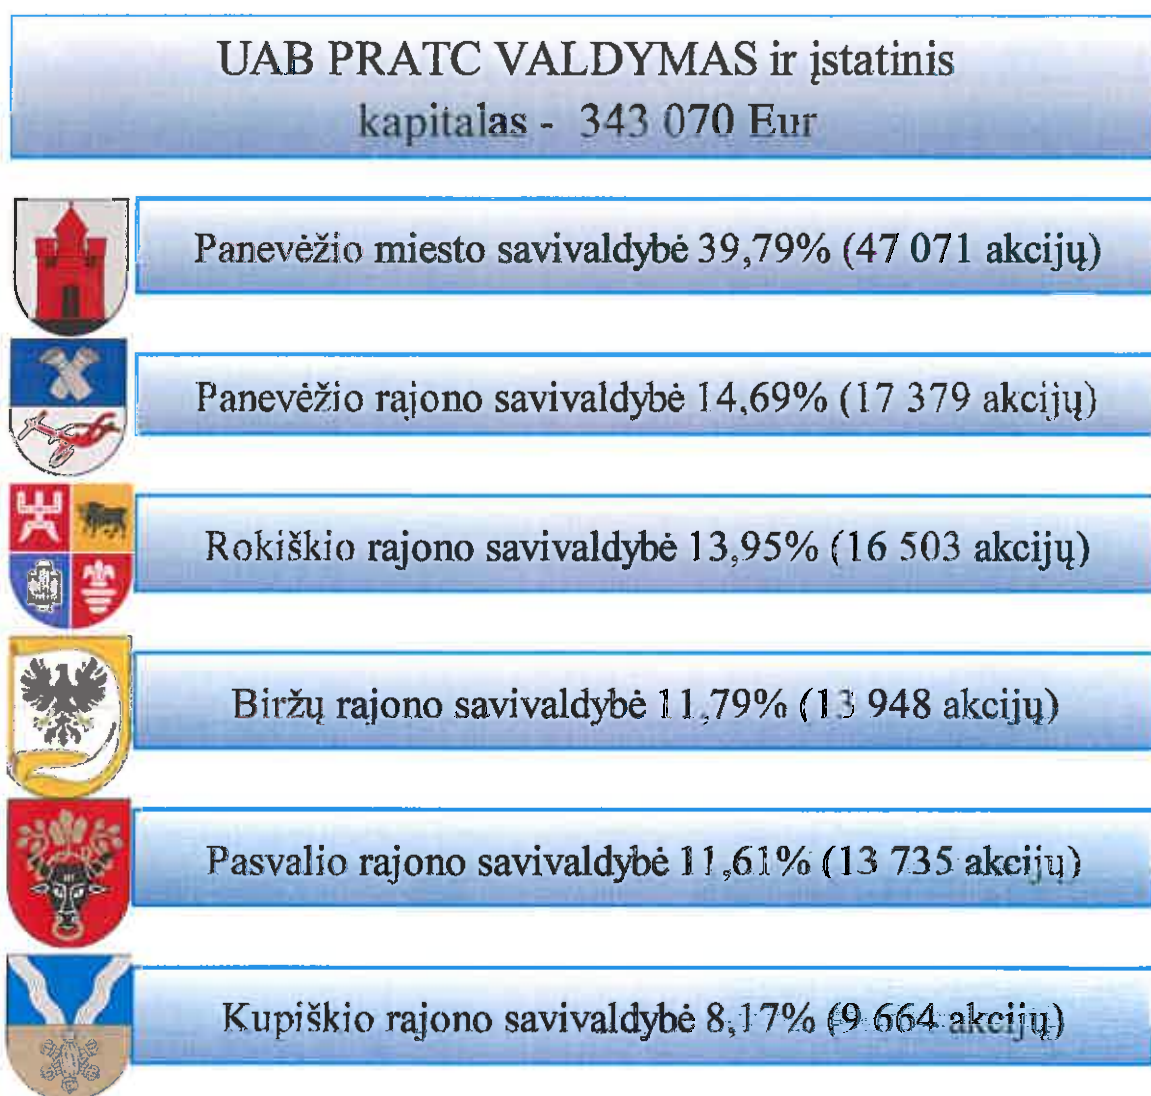 UAB PRATC VALDYMAS ir įstatinis
kapitalas - 343 070 Eur
Panevėžio miesto savivaldybė 39,79% (47 071 akcijų)
Panevėžio rajono savivaldybė 14,69% (17 379 akcijų)
Rokiškio rajono savivaldybė 13,95% (16 503 akcijų)
Biržų rajono savivaldybė 11,79% (13 948 akcijų)
Pasvalio rajono savivaldybė 11,61% (13 735 akcijų)
Kupiškio rajono savivaldybė 8,17% (9 664 akcijų)